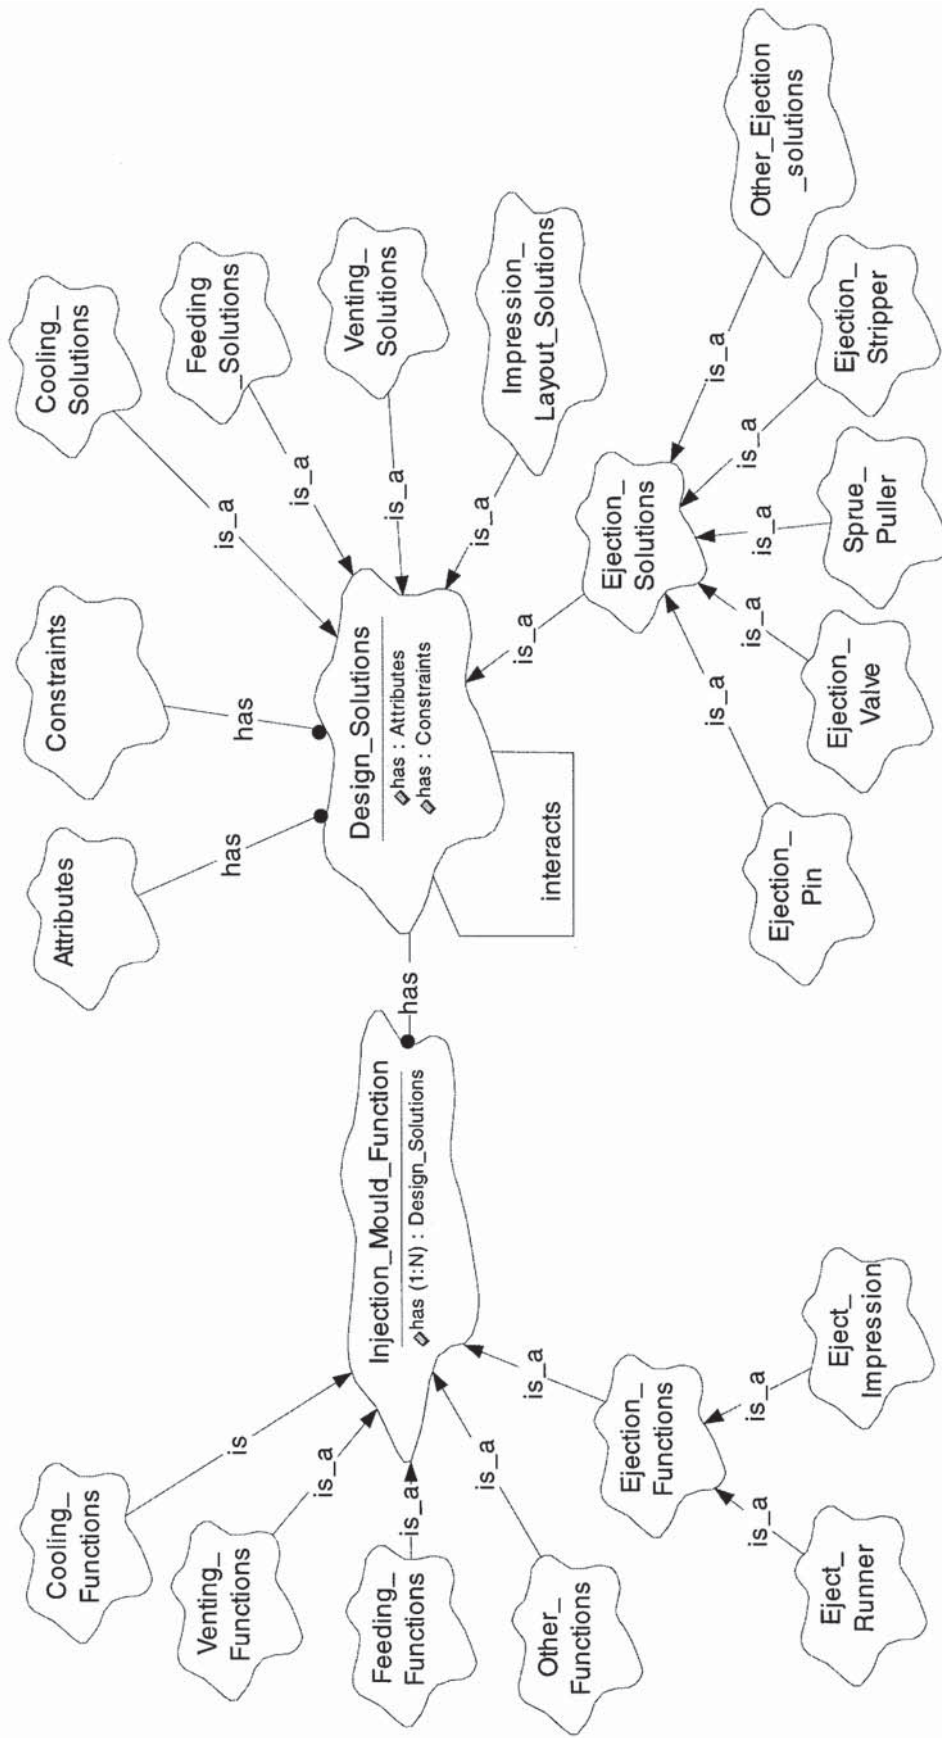 Attributes
Constraints
Cooling_
Solutions
has
has
is_a
Feeding
_Solutions
is_a
Venting_
Solutions
is_a
Impression_
Layout_Solutions
is_a
Design_Solutions
has : Attributes
has : Constraints
interacts
has
is_a
Ejection_
Solutions
is_a
Other_Ejection
_solutions
is_a
Ejection_
Stripper
is_a
Sprue_
Puller
is_a
Ejection_
Valve
is_a
Ejection_
Pin
Injection_Mould_Function
has (1:N) : Design_Solutions
Cooling_
Functions
is
Venting_
Functions
is_a
Feeding_
Functions
is_a
Other_
Functions
is_a
is_a
Ejection_
Functions
is_a
is_a
Eject_
Runner
Eject_
Impression